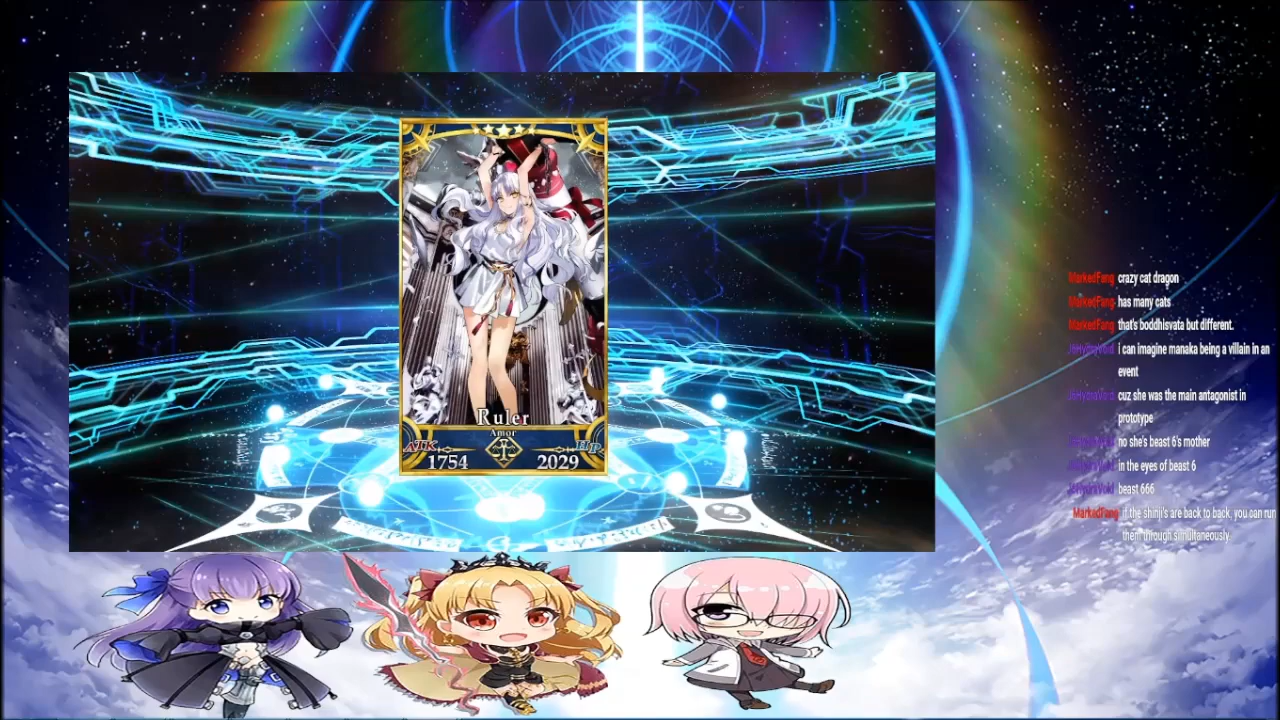 Ruler
Amor
ATK
HP
1754
2029
MarkedFang crazy cat dragon
MarkedFang has many cats
MarkedFang that's boddhisvata but different.
i can imagine manaka being a villain in an
event
cuz she was the main antagonist in
prototype
no she's beast 6's mother
in the eyes of beast 6
beast 666
MarkedFang if the shinji's are back to back, you can run
them through simultaneously.